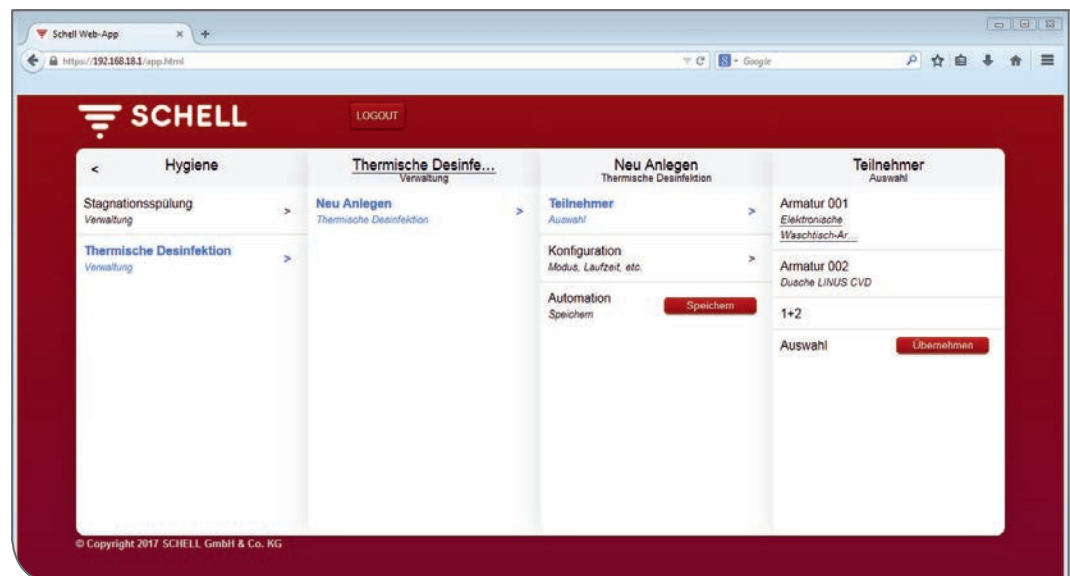 Schell Web-App
https://192.168.18.1/app.html
Google
SCHELL
LOGOUT
< Hygiene
Stagnationsspülung >
Verwaltung
Thermische Desinfektion >
Verwaltung
Thermische Desinfe...
Verwaltung
Neu Anlegen >
Thermische Desinfektion
Neu Anlegen
Thermische Desinfektion
Teilnehmer >
Auswahl
Konfiguration >
Modus, Laufzeit, etc.
Automation
Speichern
Speichern
Teilnehmer
Auswahl
Armatur 001
Elektronische
Waschtisch-Ar...
Armatur 002
Dusche LINUS CVD
1+2
Auswahl
Übernehmen
© Copyright 2017 SCHELL GmbH & Co. KG